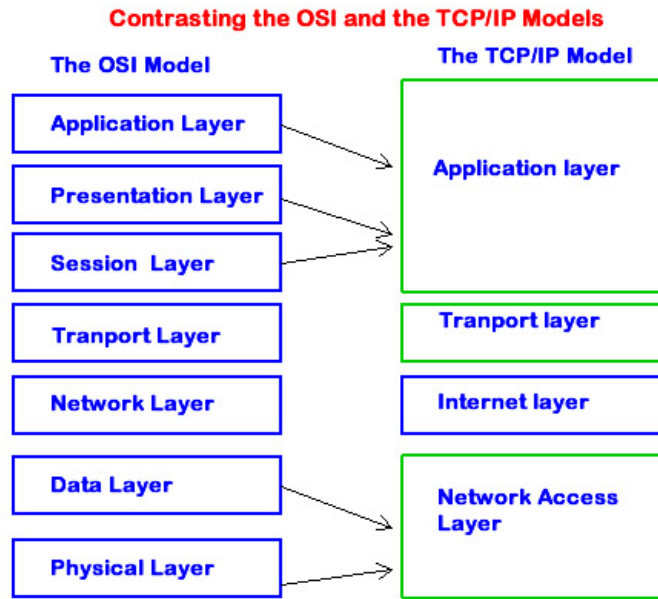 Contrasting the OSI and the TCP/IP Models
The OSI Model
Application Layer
Presentation Layer
Session Layer
Tranport Layer
Network Layer
Data Layer
Physical Layer
The TCP/IP Model
Application layer
Tranport layer
Internet layer
Network Access
Layer